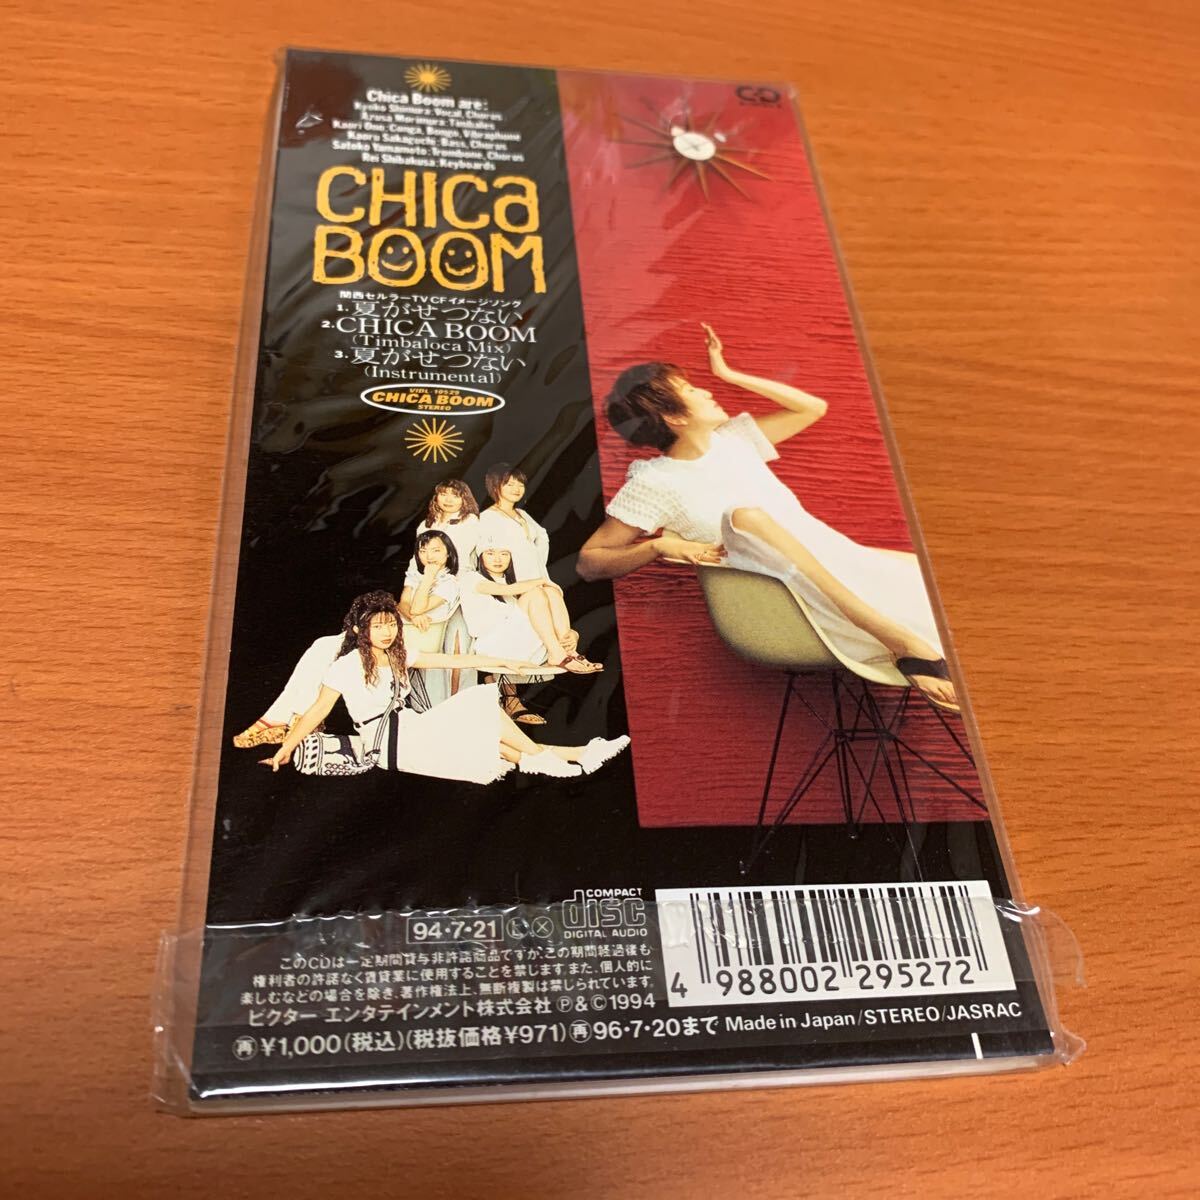 Chica Boom are:
Kyoko Shimura: Vocal, Chorus
Azusa Morimura: Timbales
Kaori Ono: Conga, Bongo, Vibraphone
Kaoru Sakaguchi: Bass, Chorus
Satoko Yamamoto: Trombone, Chorus
Rei Shibakusa: Keyboards
CHICa
BOOM
関西セルラーTV CFイメージソング
1. 夏がせつない
2. CHICA BOOM
(Timbaloca Mix)
3. 夏がせつない
(Instrumental)
VIDL-10529
CHICA BOOM
STEREO
CD
94・7・21 L X
COMPACT
disc
DIGITAL AUDIO
このCDは一定期間貸与非許諾商品ですが、この期間経過後も
権利者の許諾なく賃貸業に使用することを禁じます。また、個人的に
楽しむなどの場合を除き、著作権法上、無断複製は禁じられています。
ビクター エンタテインメント株式会社 Ⓟ&©1994
4 988002 295272
再 ¥1,000(税込)(税抜価格¥971) 再 96・7・20まで Made in Japan/STEREO/JASRAC